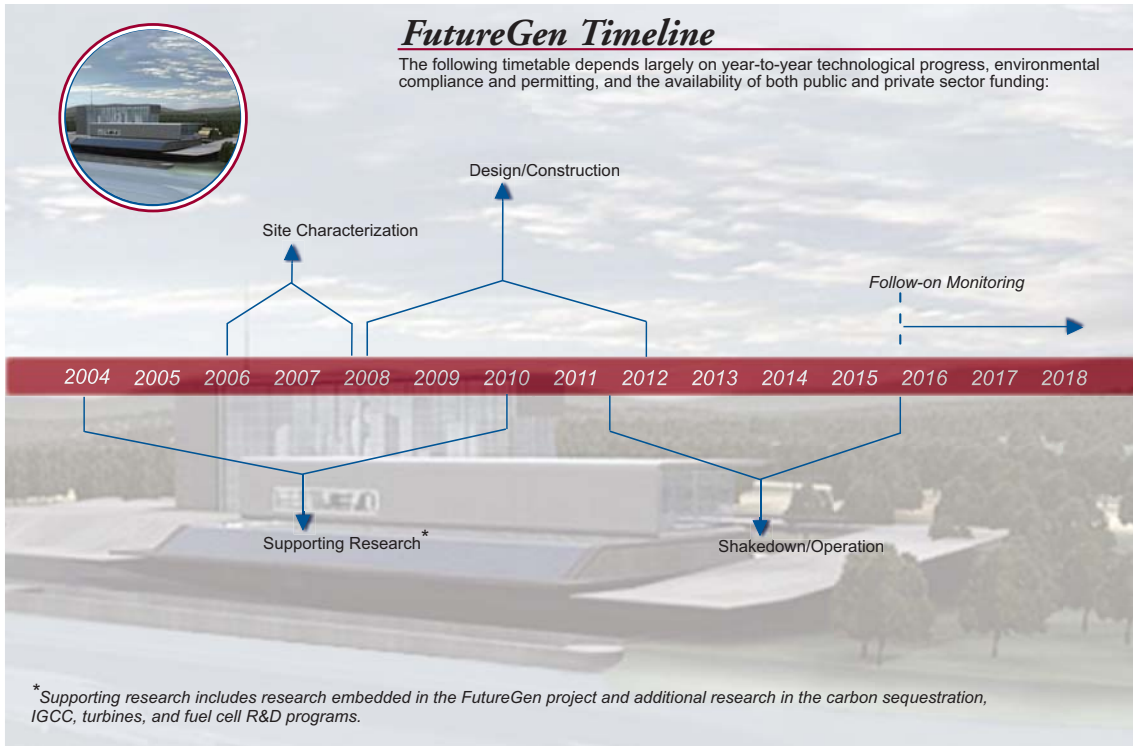 FutureGen Timeline
The following timetable depends largely on year-to-year technological progress, environmental
compliance and permitting, and the availability of both public and private sector funding:
Design/Construction
Site Characterization
Follow-on Monitoring
2004 2005 2006 2007 2008 2009 2010 2011 2012 2013 2014 2015 2016 2017 2018
Supporting Research*
Shakedown/Operation
*Supporting research includes research embedded in the FutureGen project and additional research in the carbon sequestration,
IGCC, turbines, and fuel cell R&D programs.